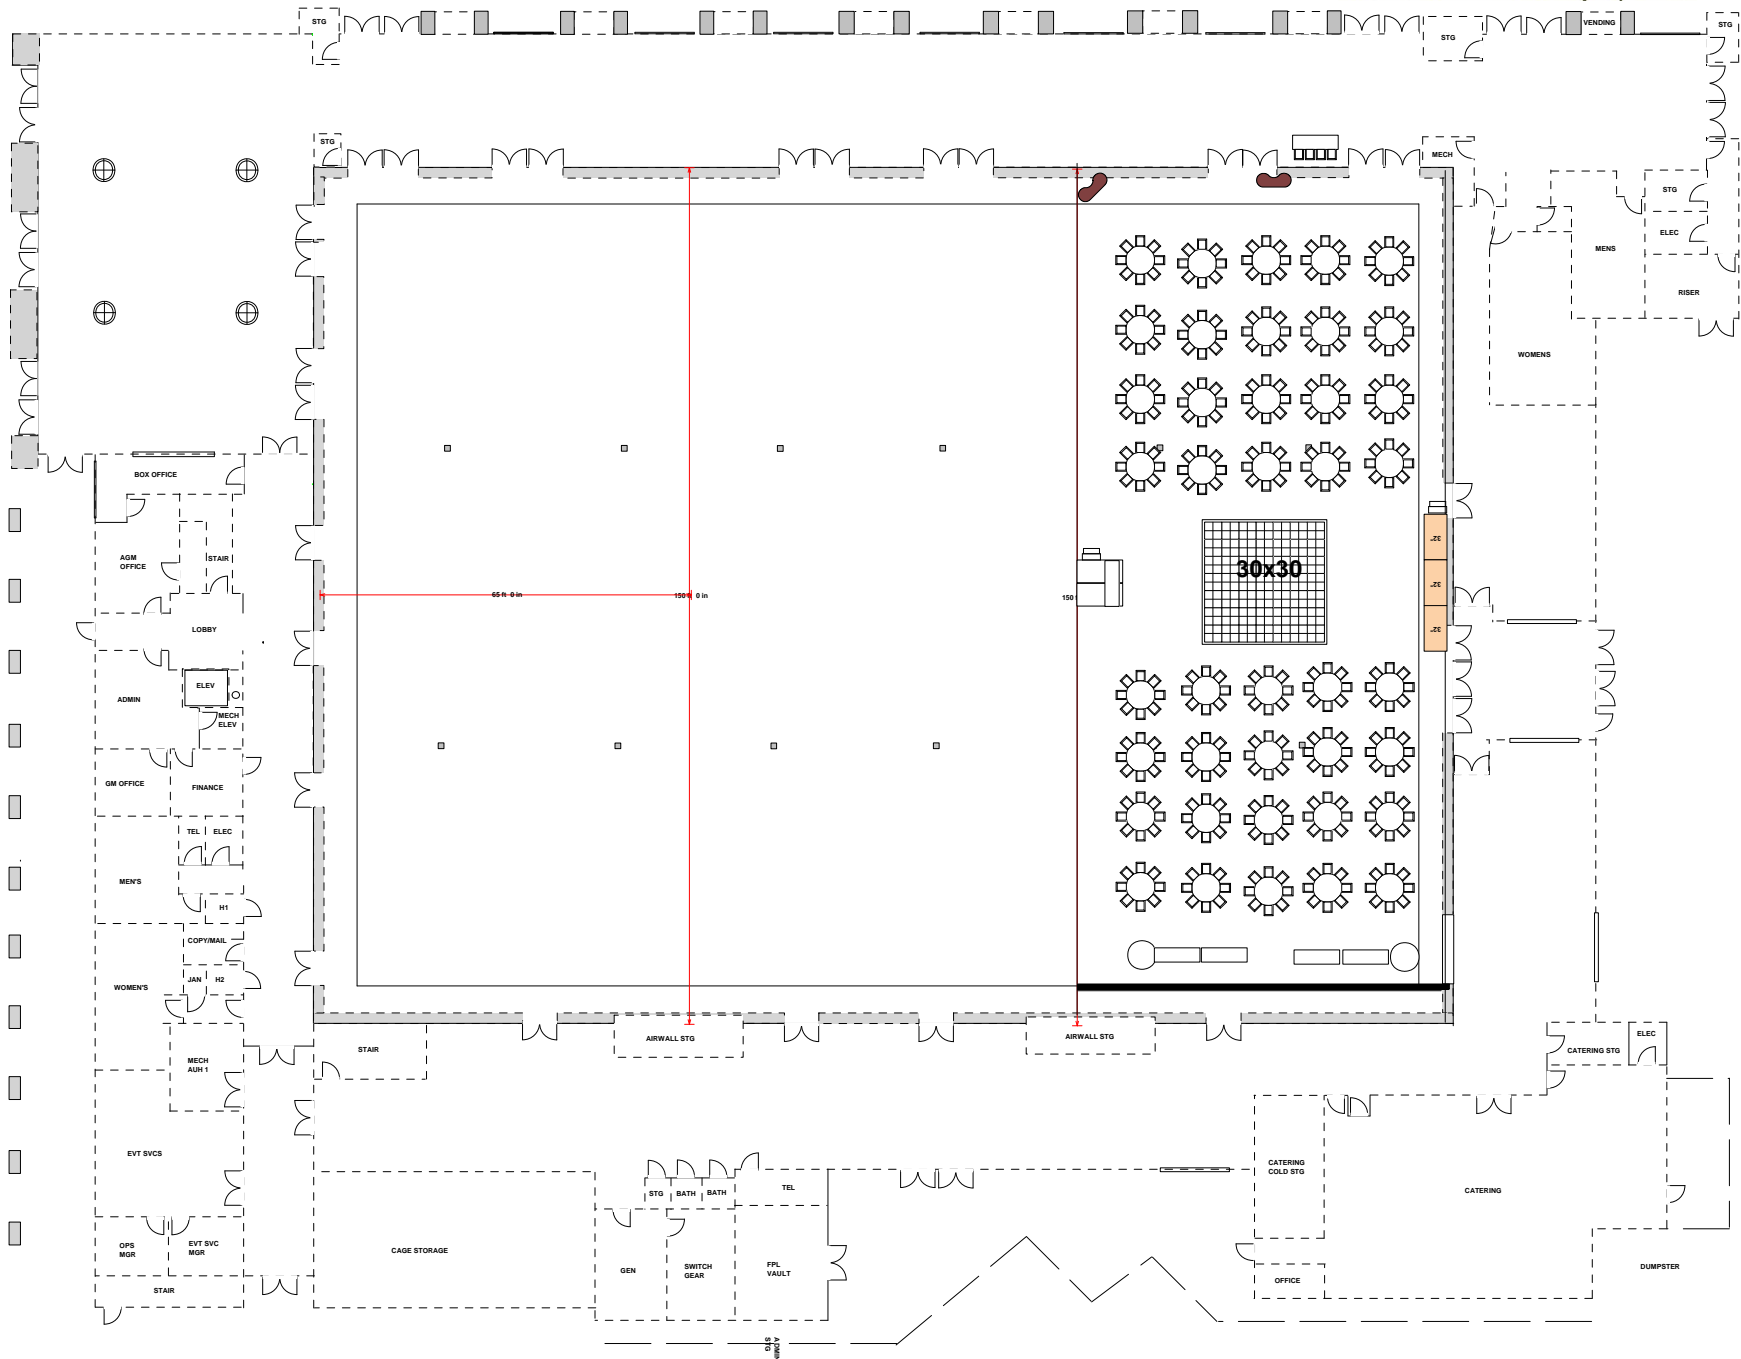 STG
STG
VENDING
STG
STG
MECH
STG
ELEC
MENS
RISER
WOMENS
BOX OFFICE
AGM
OFFICE
STAIR
LOBBY
ELEV
ADMIN
MECH
ELEV
GM OFFICE
FINANCE
TEL
ELEC
MEN'S
H1
COPY/MAIL
JAN
H2
WOMEN'S
MECH
AUH 1
EVT SVCS
OPS
MGR
EVT SVC
MGR
STAIR
65 ft 0 in
150 ft 0 in
150
30x30
32"
32"
32"
STAIR
AIRWALL STG
AIRWALL STG
CATERING STG
ELEC
CATERING
COLD STG
CATERING
OFFICE
DUMPSTER
CAGE STORAGE
STG
BATH
BATH
TEL
GEN
SWITCH
GEAR
FPL
VAULT
STG